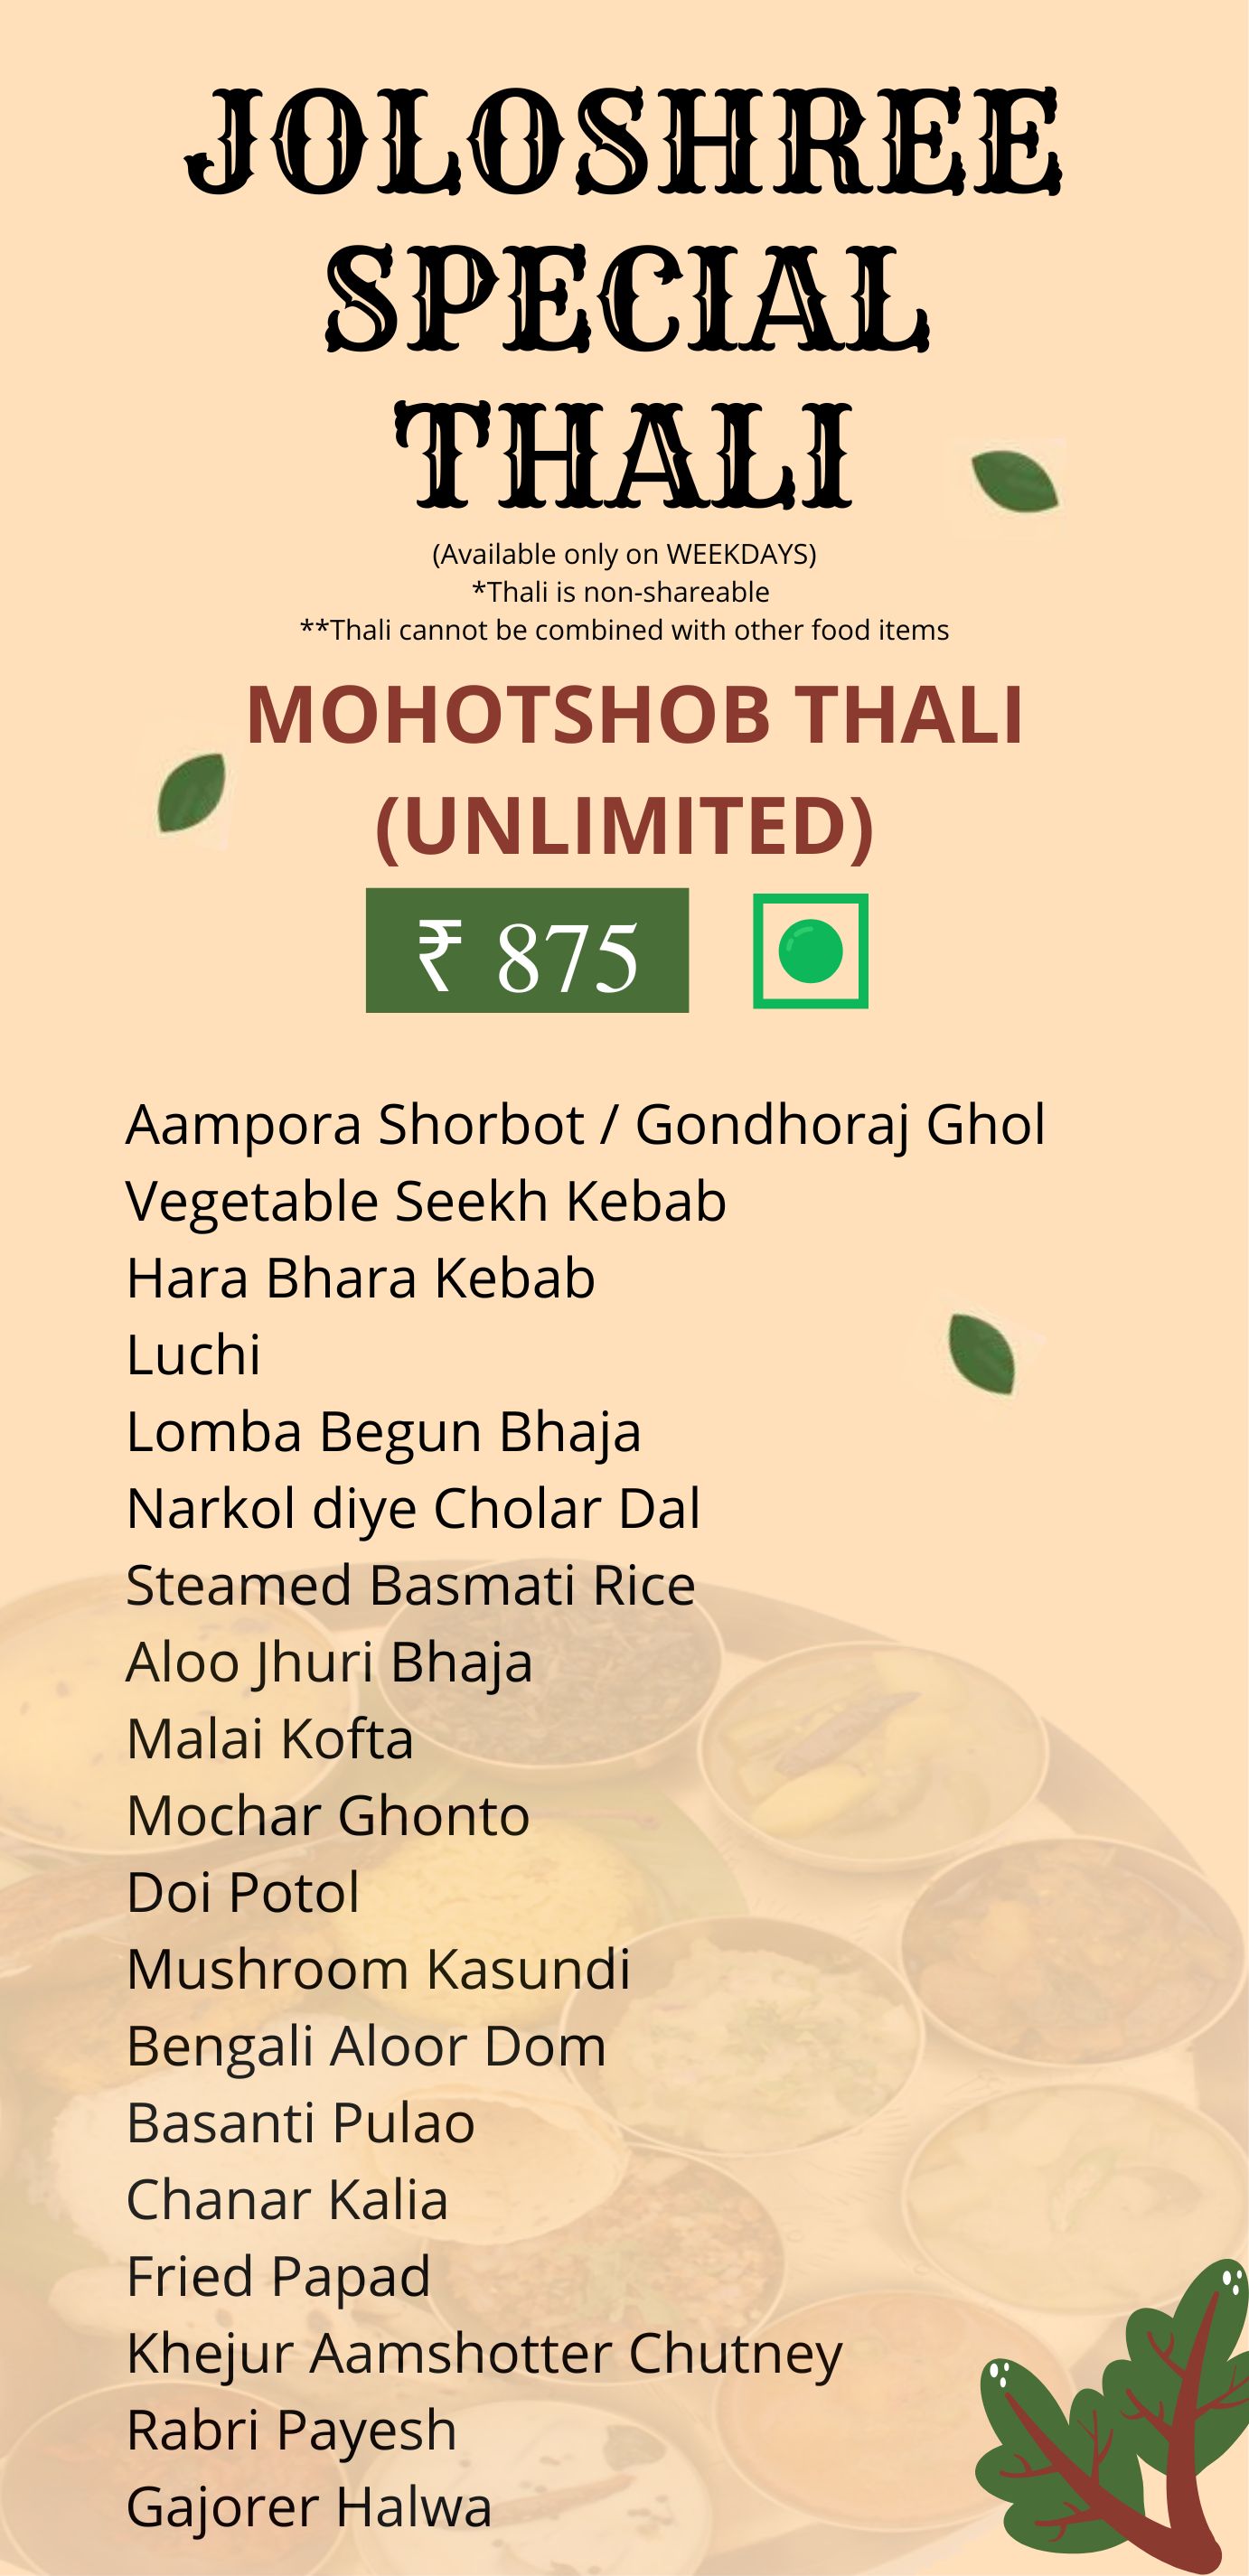 JOLOSHREE
SPECIAL
THALI
(Available only on WEEKDAYS)
*Thali is non-shareable
**Thali cannot be combined with other food items
MOHOTSHOB THALI
(UNLIMITED)
₹ 875
Aampora Shorbot / Gondhoraj Ghol
Vegetable Seekh Kebab
Hara Bhara Kebab
Luchi
Lomba Begun Bhaja
Narkol diye Cholar Dal
Steamed Basmati Rice
Aloo Jhuri Bhaja
Malai Kofta
Mochar Ghonto
Doi Potol
Mushroom Kasundi
Bengali Aloor Dom
Basanti Pulao
Chanar Kalia
Fried Papad
Khejur Aamshotter Chutney
Rabri Payesh
Gajorer Halwa